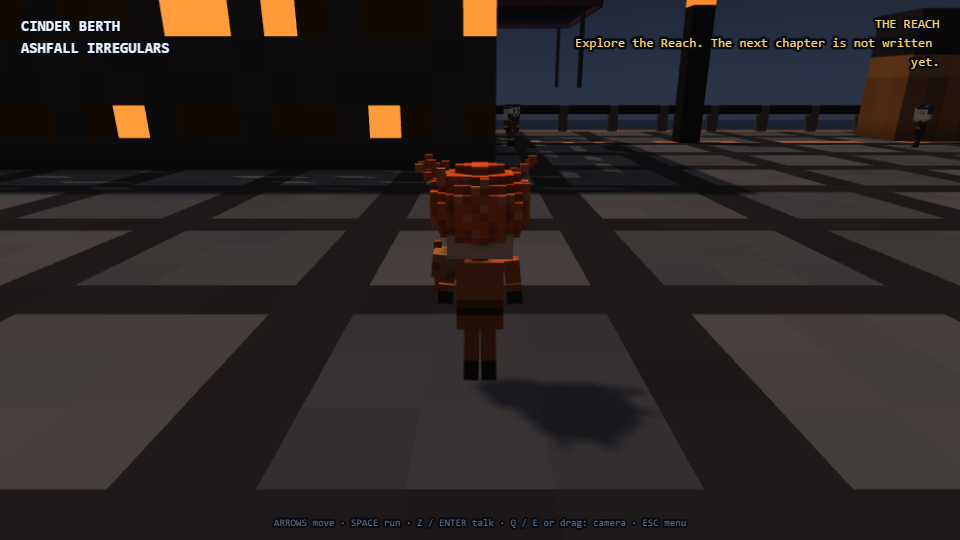 CINDER BERTH
ASHFALL IRREGULARS
THE REACH
Explore the Reach. The next chapter is not written
yet.
ARROWS move · SPACE run · Z / ENTER talk · Q / E or drag: camera · ESC menu